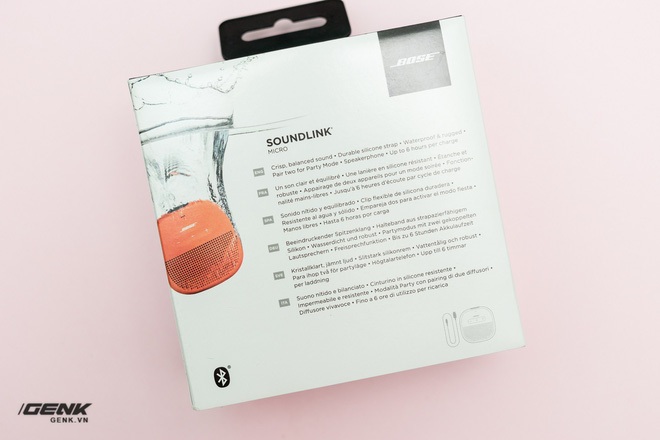 BOSE
SOUNDLINK
MICRO
ENG
Crisp, balanced sound • Durable silicone strap • Waterproof & rugged •
Pair two for Party Mode • Speakerphone • Up to 6 hours per charge
FRA
Un son clair et équilibré • Une lanière en silicone résistant • Étanche et
robuste • Appairage de deux appareils pour un mode soirée • Fonction-
nalité mains-libres • Jusqu'à 6 heures d'écoute par cycle de charge
SPA
Sonido nítido y equilibrado • Clip flexible de silicona duradera •
Resistente al agua y sólido • Empareja dos para activar el modo fiesta •
Manos libres • Hasta 6 horas por carga
DEU
Beeindruckender Spitzenklang • Halteband aus strapazierfähigem
Silikon • Wasserdicht und robust • Partymodus mit zwei gekoppelten
Lautsprechern • Freisprechfunktion • Bis zu 6 Stunden Akkulaufzeit
SVE
Kristallklart, jämnt ljud • Slitstark silikonrem • Vattentålig och robust •
Para ihop två för partyläge • Högtalartelefon • Upp till 6 timmar
per laddning
ITA
Suono nitido e bilanciato • Cinturino in silicone resistente •
Impermeabile e resistente • Modalità Party con pairing di due diffusori •
Diffusore vivavoce • Fino a 6 ore di utilizzo per ricarica
GENK
GENK.VN